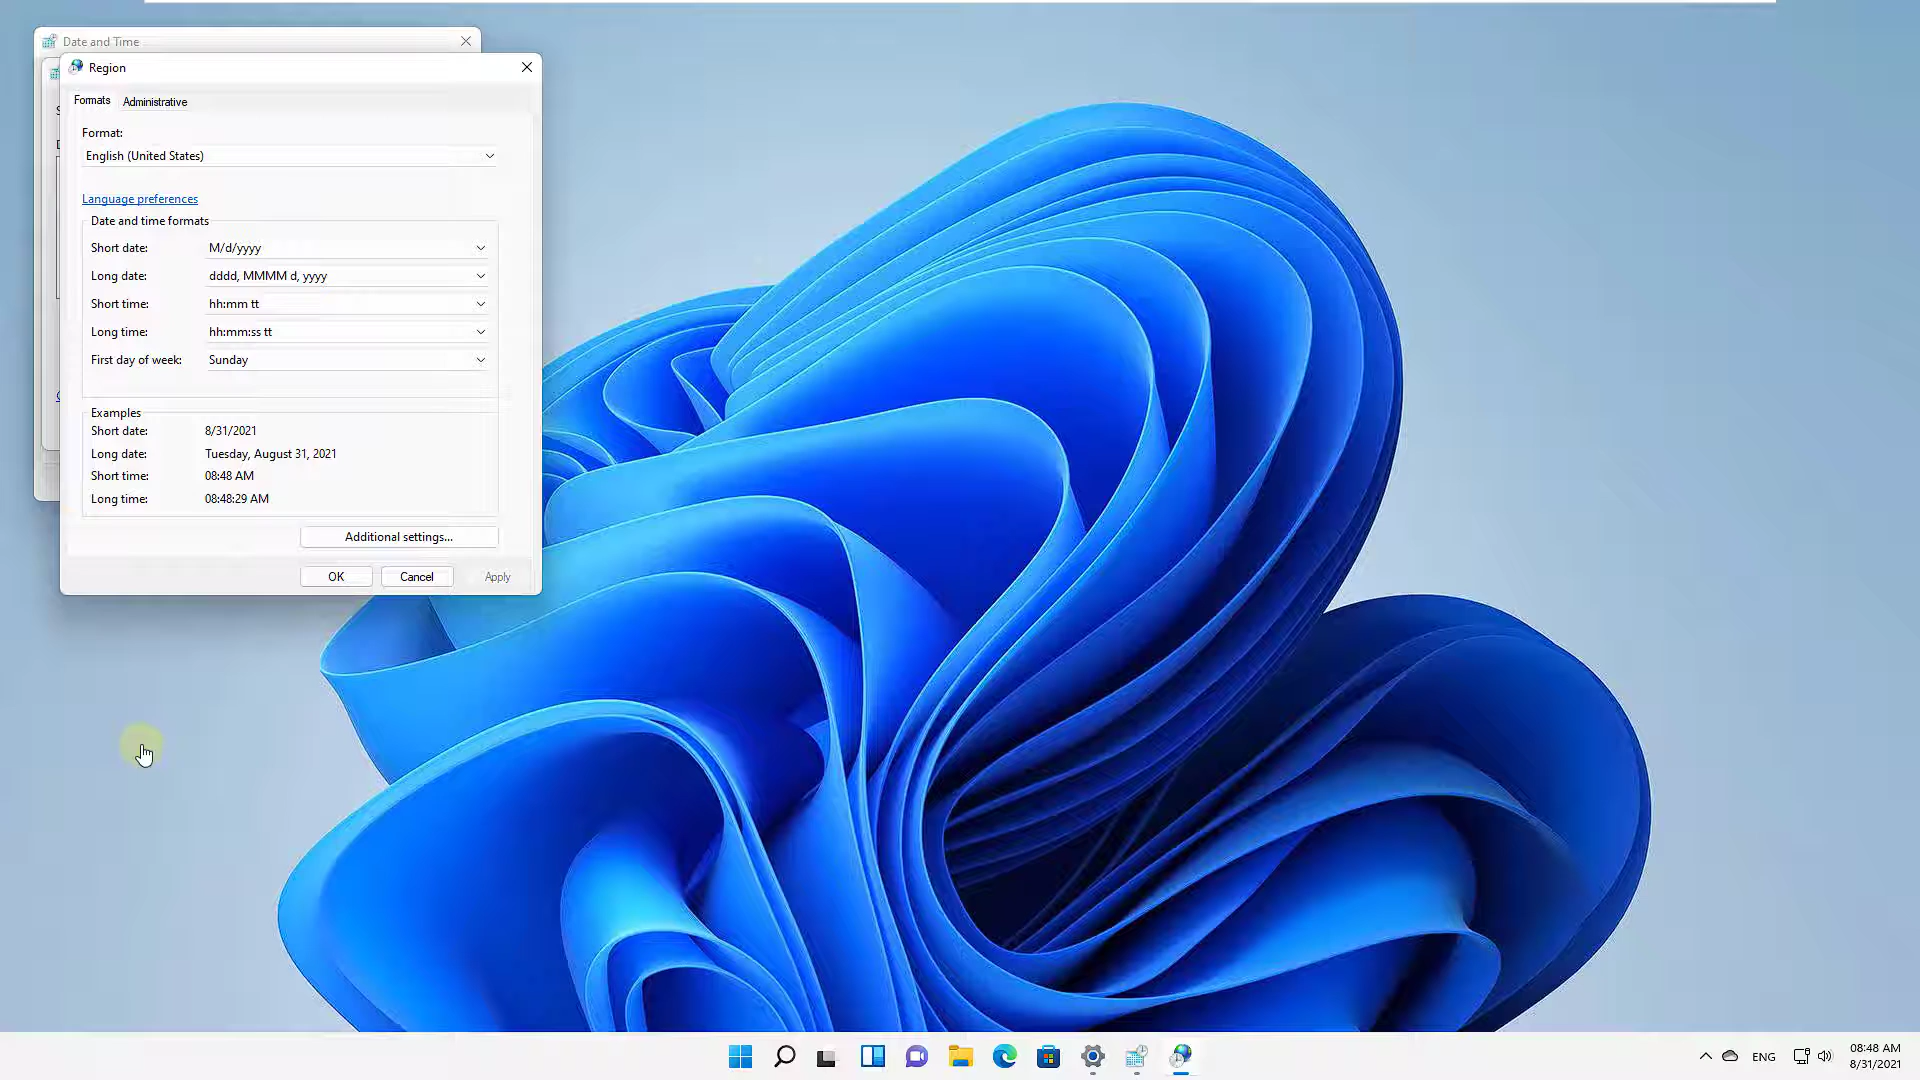 Date and Time
Region
Formats
Administrative
Format:
English (United States)
Language preferences
Date and time formats
Short date: M/d/yyyy
Long date: dddd, MMMM d, yyyy
Short time: hh:mm tt
Long time: hh:mm:ss tt
First day of week: Sunday
Examples
Short date: 8/31/2021
Long date: Tuesday, August 31, 2021
Short time: 08:48 AM
Long time: 08:48:29 AM
Additional settings...
OK
Cancel
Apply
ENG
08:48 AM
8/31/2021